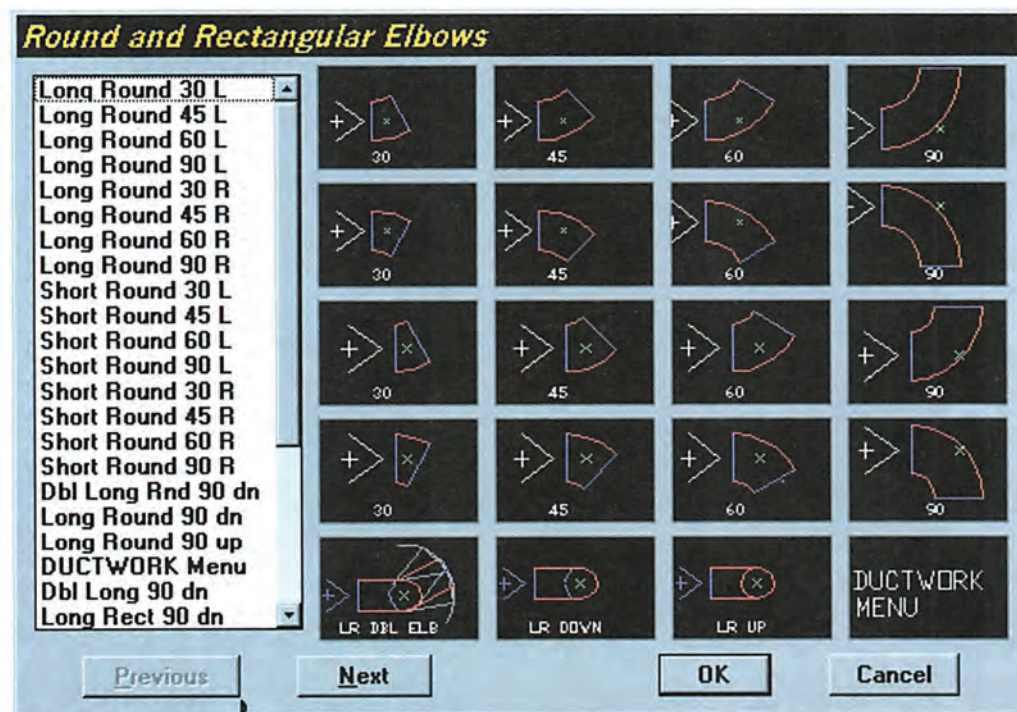 Round and Rectangular Elbows
Long Round 30 L
Long Round 45 L
Long Round 60 L
Long Round 90 L
Long Round 30 R
Long Round 45 R
Long Round 60 R
Long Round 90 R
Short Round 30 L
Short Round 45 L
Short Round 60 L
Short Round 90 L
Short Round 30 R
Short Round 45 R
Short Round 60 R
Short Round 90 R
Dbl Long Rnd 90 dn
Long Round 90 dn
Long Round 90 up
DUCTWORK Menu
Dbl Long 90 dn
Long Rect 90 dn
30
45
60
90
30
45
60
90
30
45
60
90
30
45
60
90
LR DBL ELB
LR DOWN
LR UP
DUCTWORK
MENU
Previous
Next
OK
Cancel